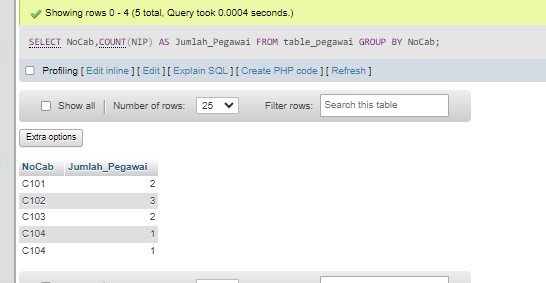 Showing rows 0 - 4 (5 total, Query took 0.0004 seconds.)
SELECT NoCab,COUNT(NIP) AS Jumlah_Pegawai FROM table_pegawai GROUP BY NoCab;
Profiling [ Edit inline ] [ Edit ] [ Explain SQL ] [ Create PHP code ] [ Refresh ]
Show all | Number of rows: 25 Filter rows: Search this table
Extra options
NoCab Jumlah_Pegawai
C101 2
C102 3
C103 2
C104 1
C104 1